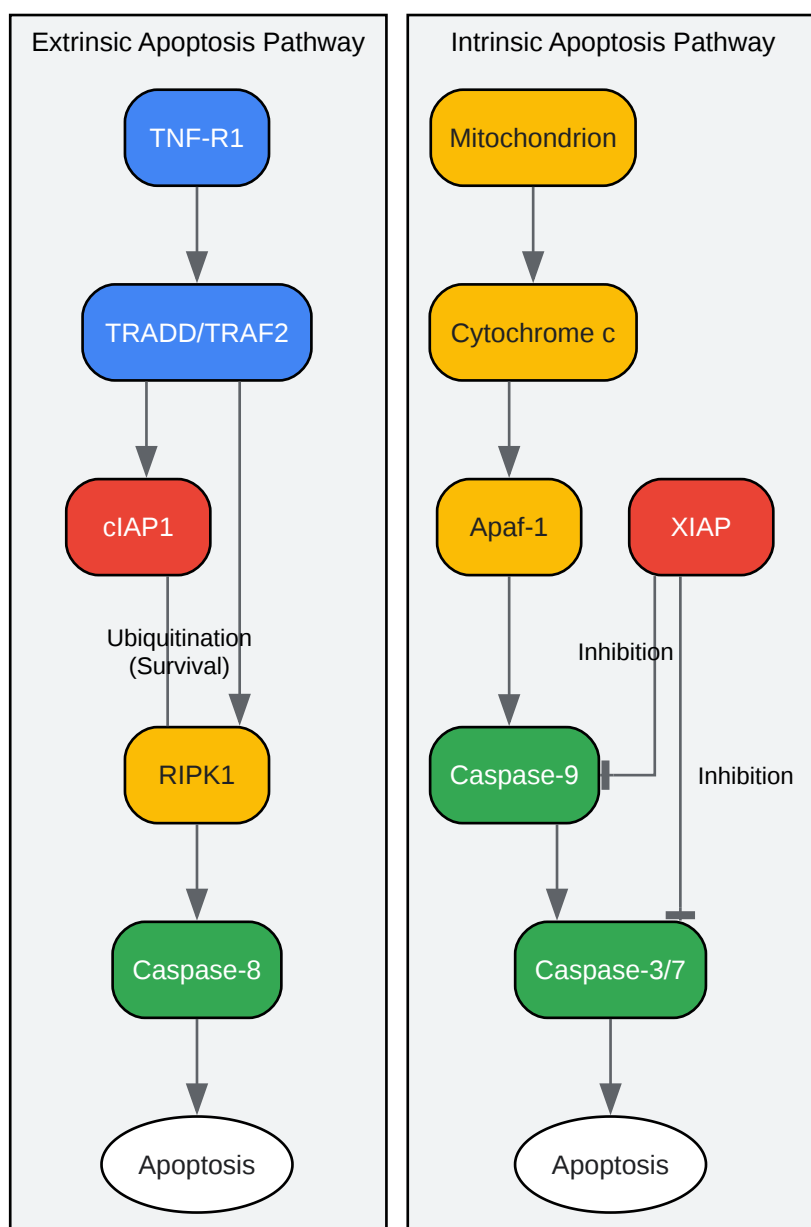 Extrinsic Apoptosis Pathway
TNF-R1
TRADD/TRAF2
cIAP1
Ubiquitination
(Survival)
RIPK1
Caspase-8
Apoptosis
Intrinsic Apoptosis Pathway
Mitochondrion
Cytochrome c
Apaf-1
XIAP
Inhibition
Caspase-9
Inhibition
Caspase-3/7
Apoptosis